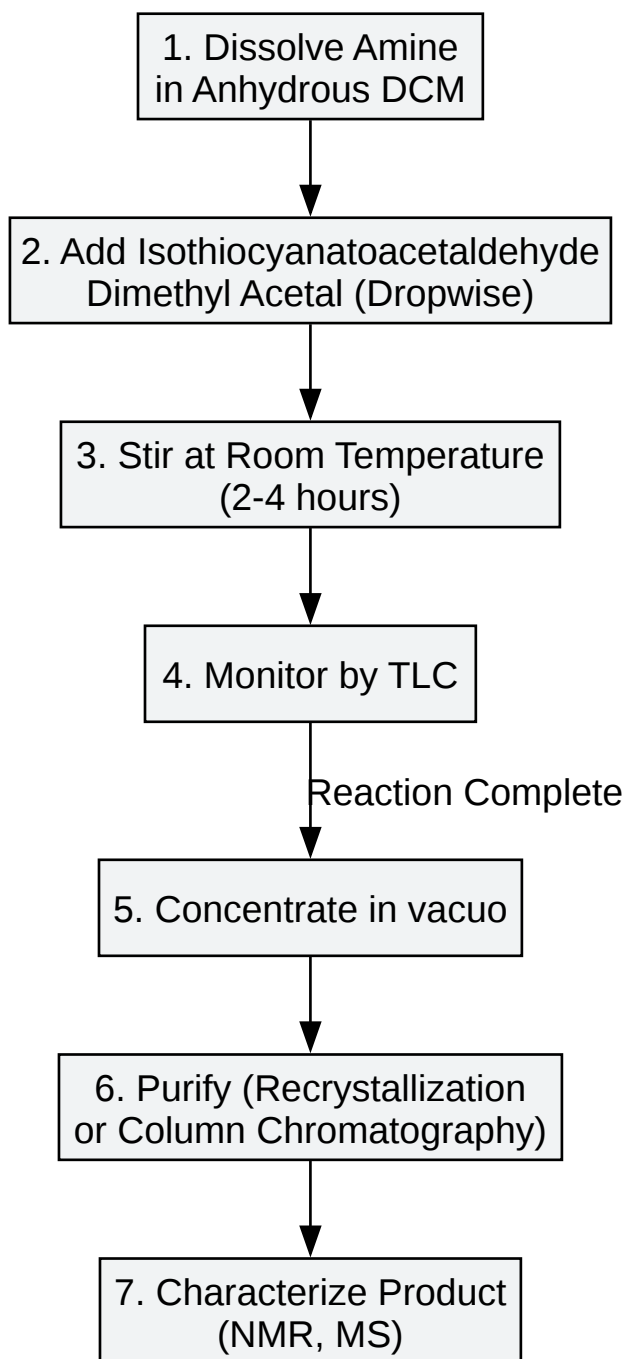 1. Dissolve Amine
in Anhydrous DCM
2. Add Isothiocyanatoacetaldehyde
Dimethyl Acetal (Dropwise)
3. Stir at Room Temperature
(2-4 hours)
4. Monitor by TLC
Reaction Complete
5. Concentrate in vacuo
6. Purify (Recrystallization
or Column Chromatography)
7. Characterize Product
(NMR, MS)